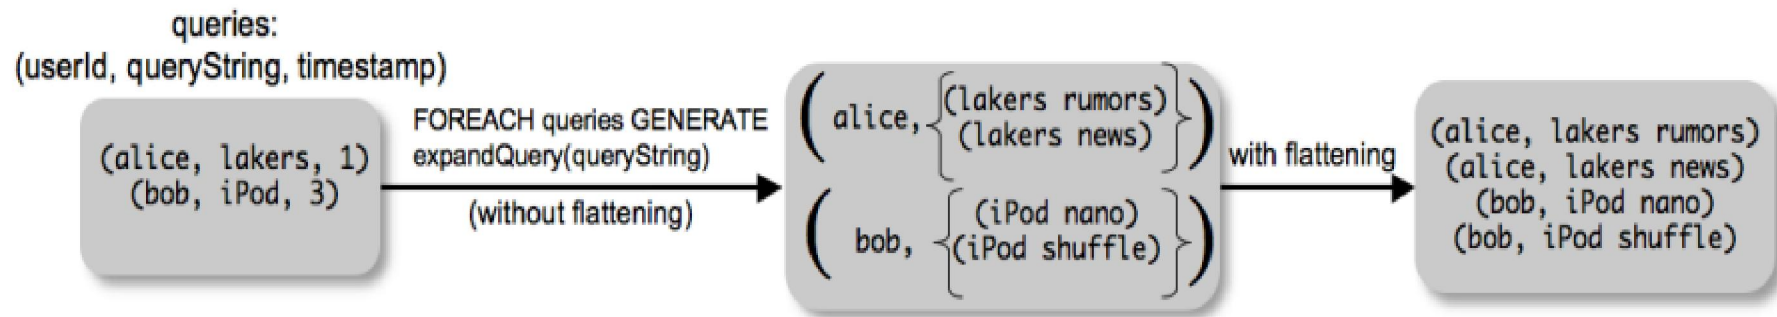 queries:
(userId, queryString, timestamp)
(alice, lakers, 1)
(bob, iPod, 3)
FOREACH queries GENERATE
expandQuery(queryString)
(without flattening)
(alice, {(lakers rumors)
(lakers news)})
(bob, {(iPod nano)
(iPod shuffle)})
with flattening
(alice, lakers rumors)
(alice, lakers news)
(bob, iPod nano)
(bob, iPod shuffle)